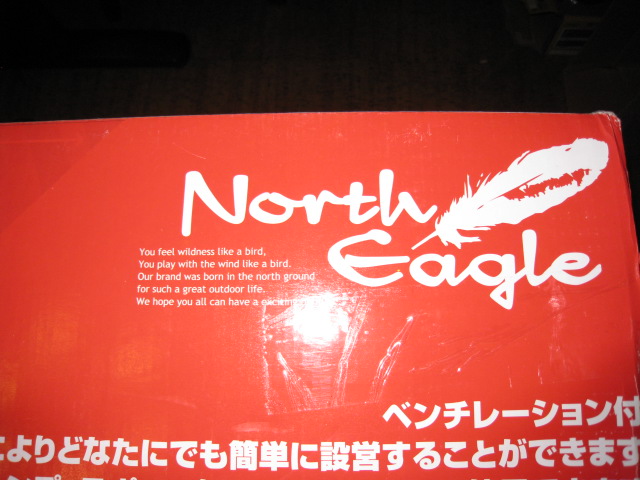 North
Eagle
You feel wildness like a bird,
You play with the wind like a bird.
Our brand was born in the north ground
for such a great outdoor life.
We hope you all can have a exciting
ベンチレーション付
よりどなたにでも簡単に設営することができます